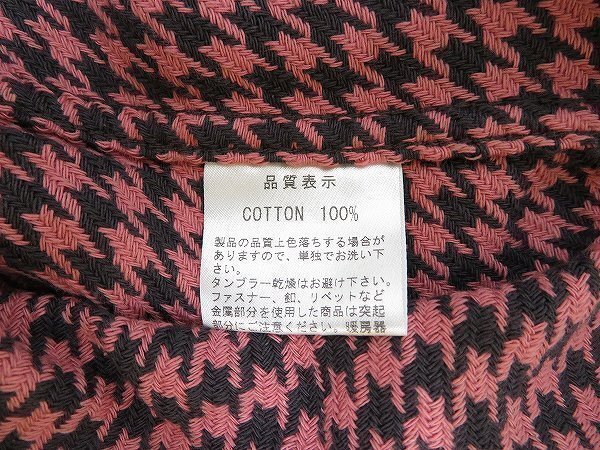 品質表示
COTTON 100%
製品の品質上色落ちする場合が
ありますので、単独でお洗い下
さい。
タンブラー乾燥はお避け下さい。
ファスナー、釦、リベットなど
金属部分を使用した商品は突起
部分にご注意ください。暖房器